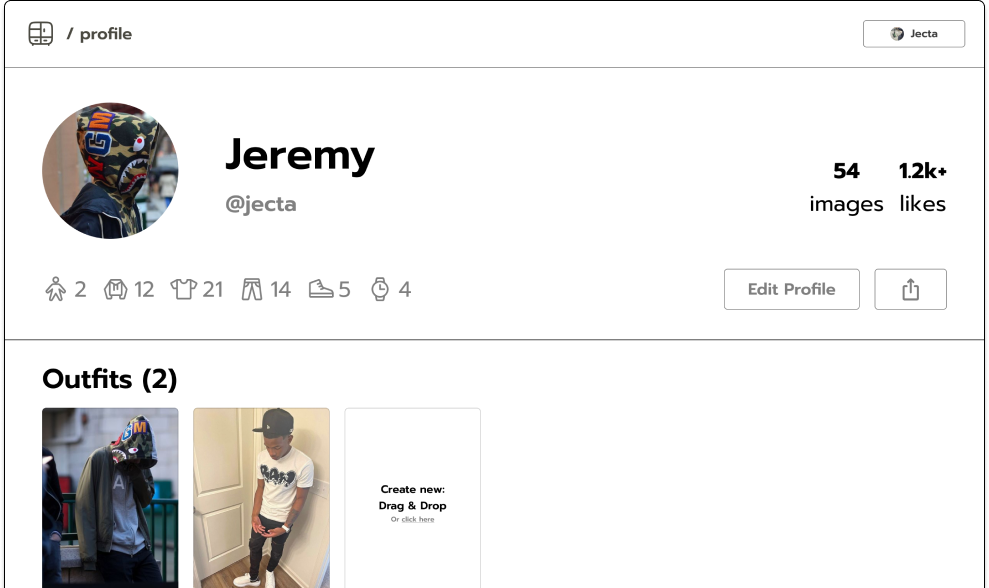 / profile
Jecta
Jeremy
@jecta
54
1.2k+
images
likes
2
12
21
14
5
4
Edit Profile
Outfits (2)
Create new:
Drag & Drop
Or click here